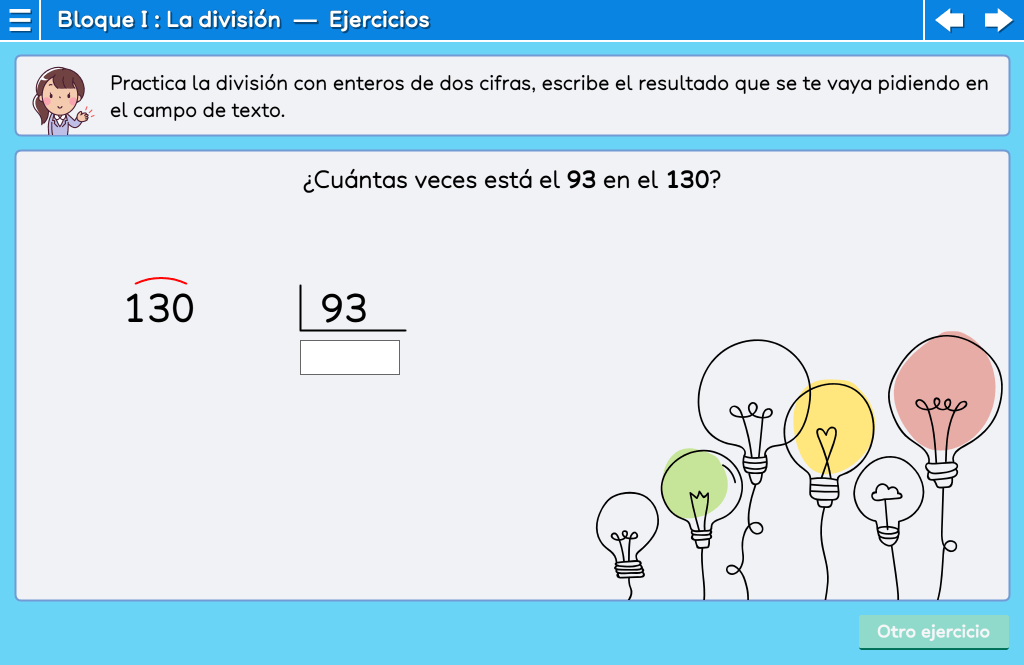 Bloque I : La división — Ejercicios
Practica la división con enteros de dos cifras, escribe el resultado que se te vaya pidiendo en
el campo de texto.
¿Cuántas veces está el 93 en el 130?
130 93
Otro ejercicio